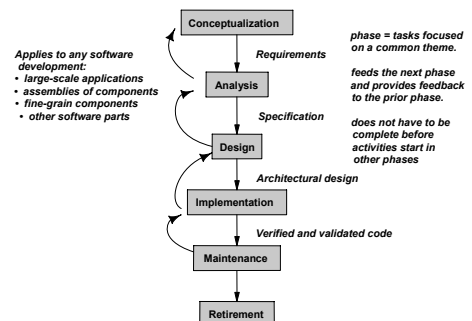 Conceptualization
Applies to any software
development:
• large-scale applications
• assemblies of components
• fine-grain components
• other software parts
Requirements
phase = tasks focused
on a common theme.
feeds the next phase
and provides feedback
to the prior phase.
does not have to be
complete before
activities start in
other phases
Analysis
Specification
Design
Architectural design
Implementation
Verified and validated code
Maintenance
Retirement